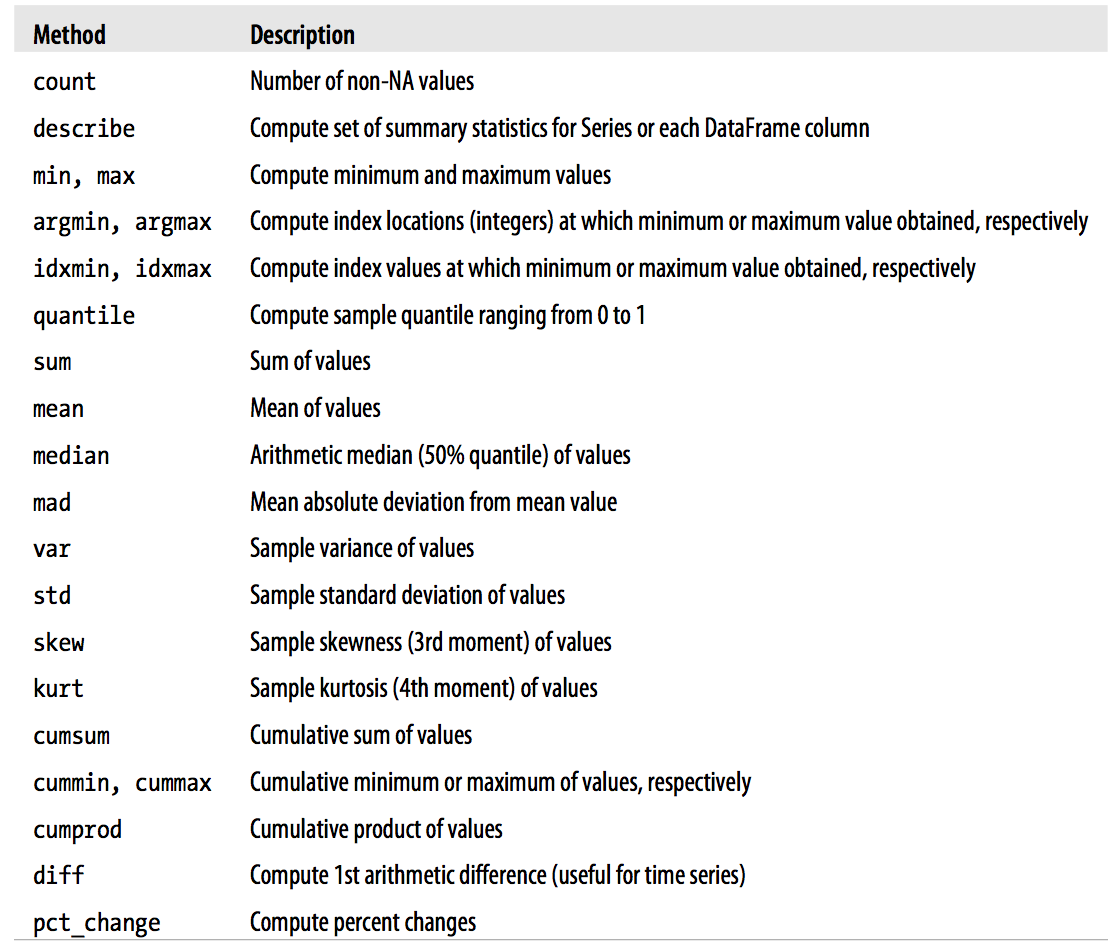 Method Description
count Number of non-NA values
describe Compute set of summary statistics for Series or each DataFrame column
min, max Compute minimum and maximum values
argmin, argmax Compute index locations (integers) at which minimum or maximum value obtained, respectively
idxmin, idxmax Compute index values at which minimum or maximum value obtained, respectively
quantile Compute sample quantile ranging from 0 to 1
sum Sum of values
mean Mean of values
median Arithmetic median (50% quantile) of values
mad Mean absolute deviation from mean value
var Sample variance of values
std Sample standard deviation of values
skew Sample skewness (3rd moment) of values
kurt Sample kurtosis (4th moment) of values
cumsum Cumulative sum of values
cummin, cummax Cumulative minimum or maximum of values, respectively
cumprod Cumulative product of values
diff Compute 1st arithmetic difference (useful for time series)
pct_change Compute percent changes